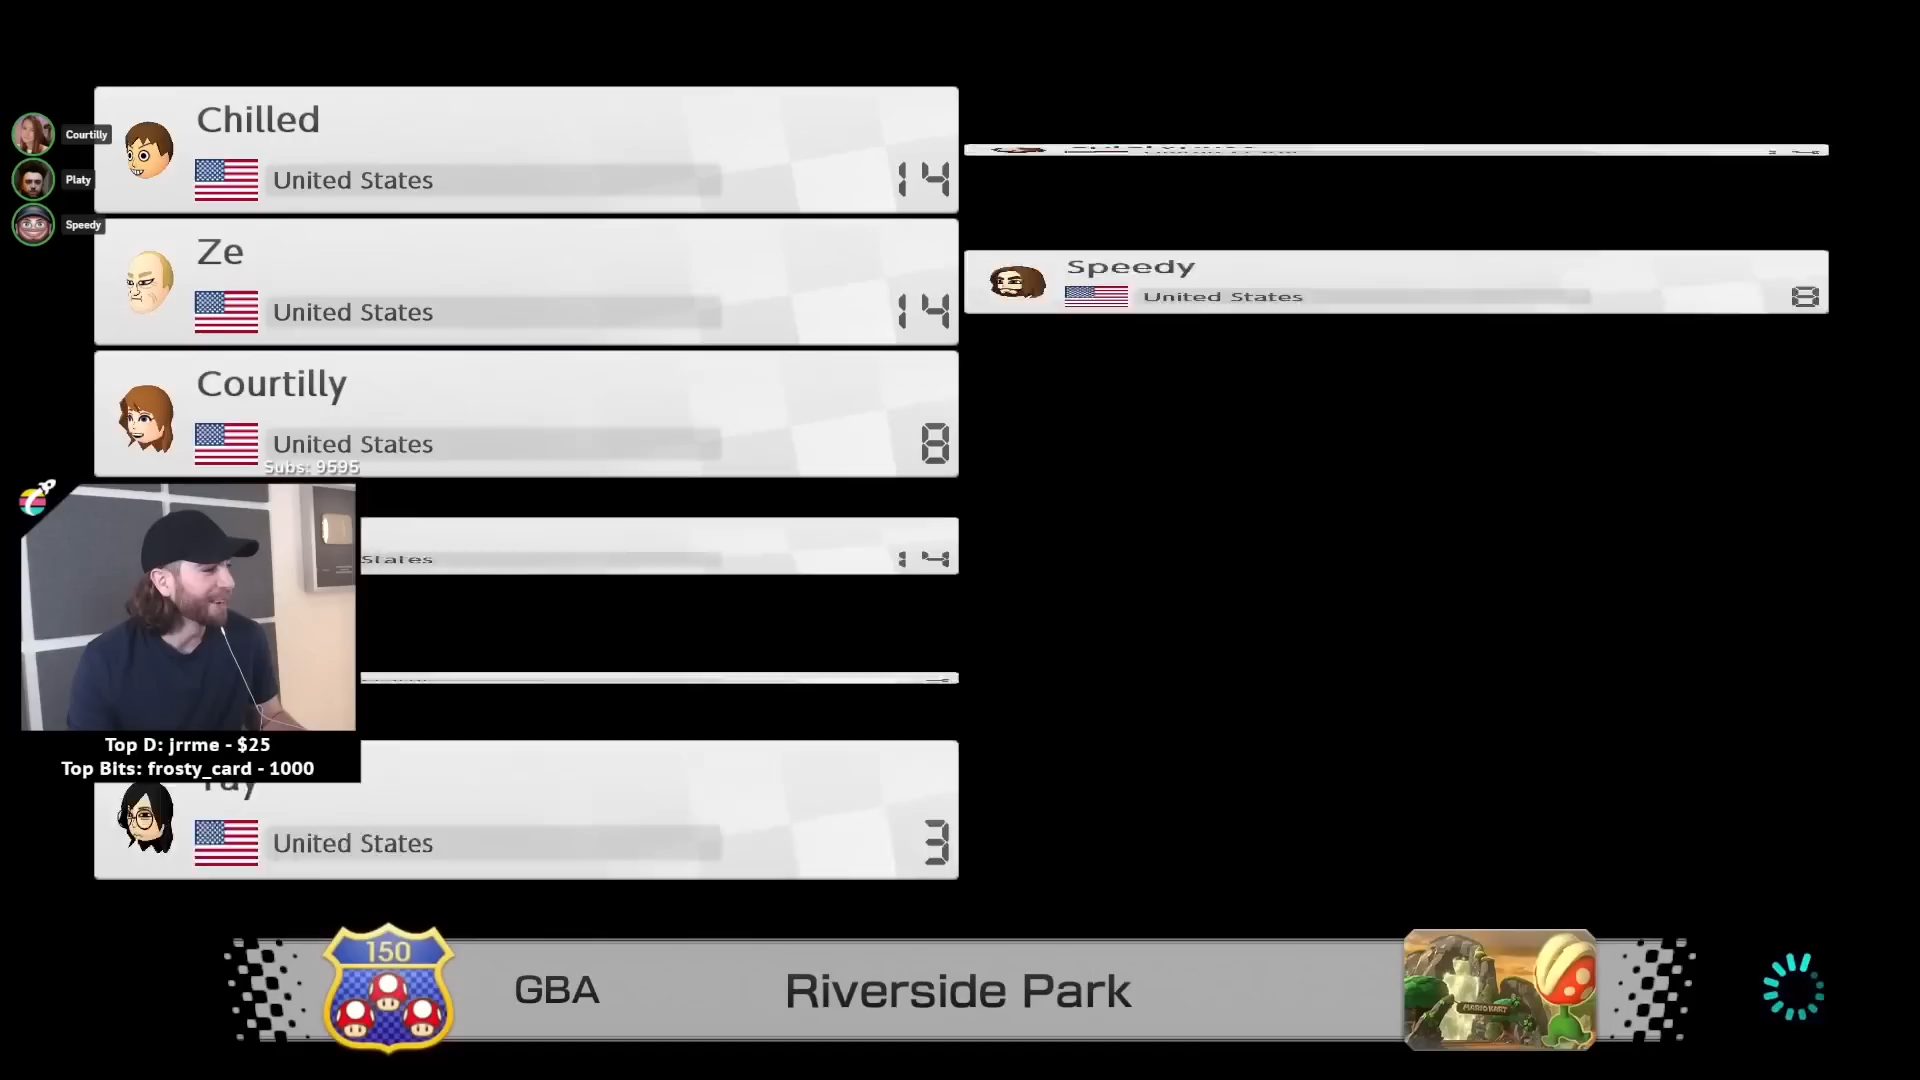 Chilled
United States
14
Courtilly
Platy
Speedy
Ze
United States
14
Speedy
United States
8
Courtilly
United States
8
Subs: 9595
States
14
Top D: jrrme - $25
Top Bits: frosty_card - 1000
United States
3
150
GBA
Riverside Park
MARIOKART